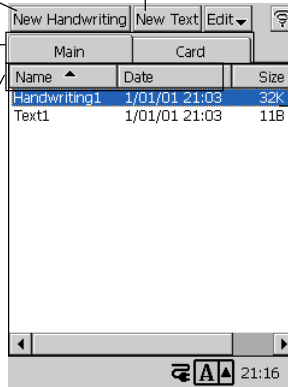 New Handwriting New Text Edit
Main Card
Name Date Size
Handwriting1 1/01/01 21:03 32K
Text1 1/01/01 21:03 11B
A 21:16